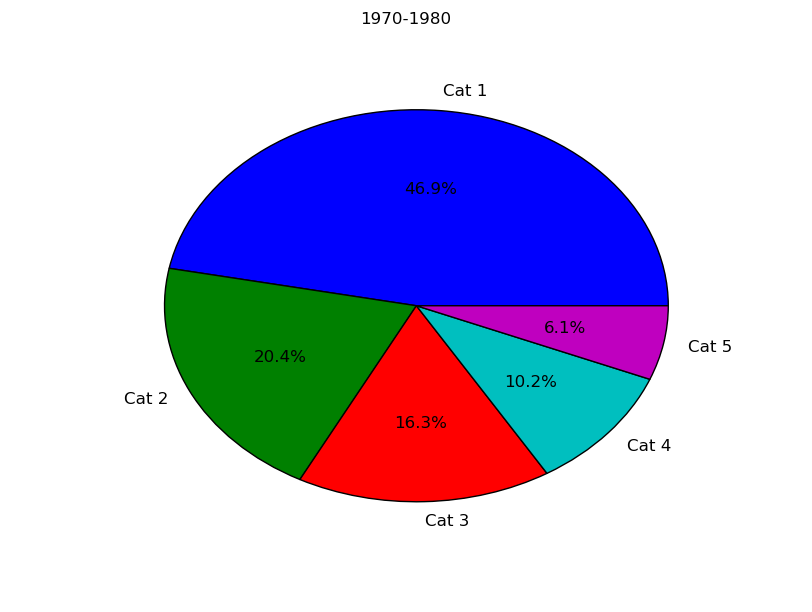 1970-1980
Cat 1
46.9%
6.1%
Cat 5
20.4%
10.2%
Cat 2
16.3%
Cat 4
Cat 3